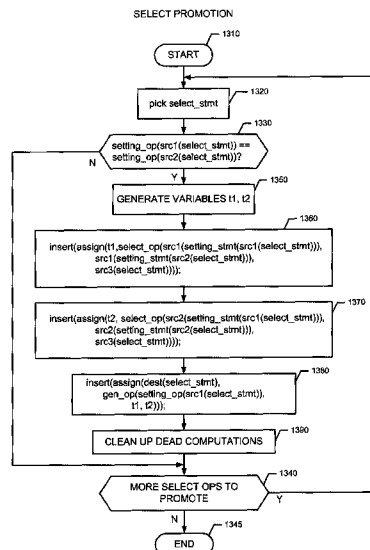 SELECT PROMOTION
1310
START
1320
pick select_stmt
1330
setting_op(src1(select_stmt)) ==
setting_op(src2(select_stmt))?
N
Y
1350
GENERATE VARIABLES t1, t2
1360
insert(assign(t1,select_op(src1(setting_stmt(src1(select_stmt))),
src1(setting_stmt(src2(select_stmt))),
src3(select_stmt))));
1370
insert(assign(t2, select_op(src2(setting_stmt(src1(select_stmt))),
src2(setting_stmt(src2(select_stmt))),
src3(select_stmt))));
1380
insert(assign(dest(select_stmt),
gen_op(setting_op(src1(select_stmt)),
t1, t2)));
1390
CLEAN UP DEAD COMPUTATIONS
1340
MORE SELECT OPS TO
PROMOTE
Y
N
1345
END